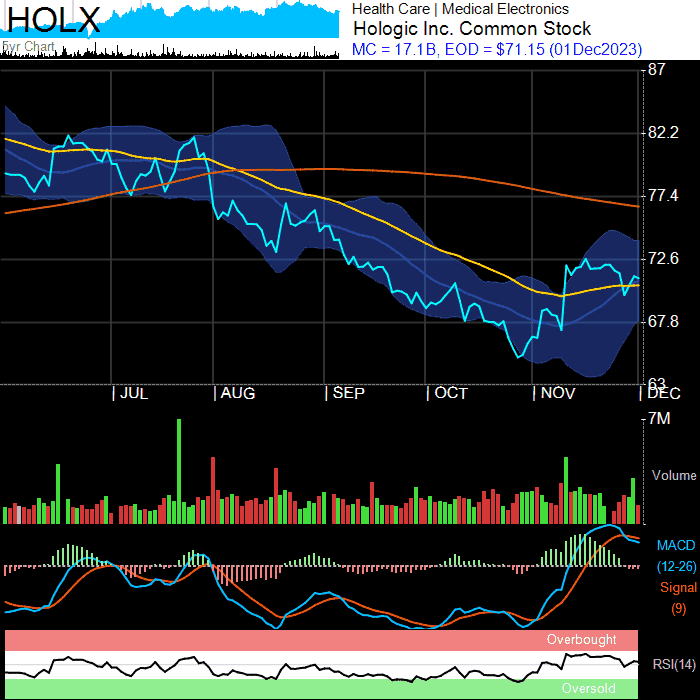 HOLX
5yr Chart
Health Care | Medical Electronics
Hologic Inc. Common Stock
MC = 17.1B, EOD = $71.15 (01Dec2023)
87
82.2
77.4
72.6
67.8
63
JUL AUG SEP OCT NOV DEC
7M
Volume
MACD
(12-26)
Signal
(9)
Overbought
RSI(14)
Oversold